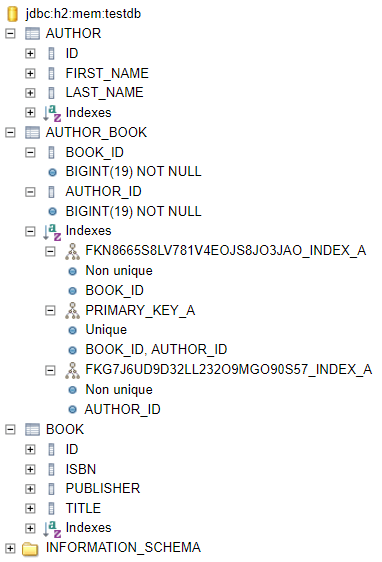 jdbc:h2:mem:testdb
AUTHOR
ID
FIRST_NAME
LAST_NAME
Indexes
AUTHOR_BOOK
BOOK_ID
BIGINT(19) NOT NULL
AUTHOR_ID
BIGINT(19) NOT NULL
Indexes
FKN8665S8LV781V4EOJS8JO3JAO_INDEX_A
Non unique
BOOK_ID
PRIMARY_KEY_A
Unique
BOOK_ID, AUTHOR_ID
FKG7J6UD9D32LL232O9MGO90S57_INDEX_A
Non unique
AUTHOR_ID
BOOK
ID
ISBN
PUBLISHER
TITLE
Indexes
INFORMATION_SCHEMA